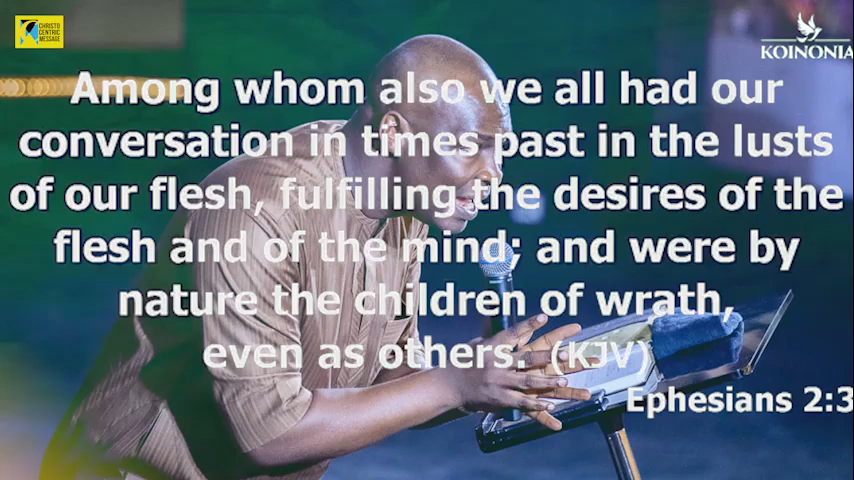 CHRISTO
CENTRIC
MESSAGE
KOINONIA
Among whom also we all had our
conversation in times past in the lusts
of our flesh, fulfilling the desires of the
flesh and of the mind; and were by
nature the children of wrath,
even as others. (KJV)
Ephesians 2:3